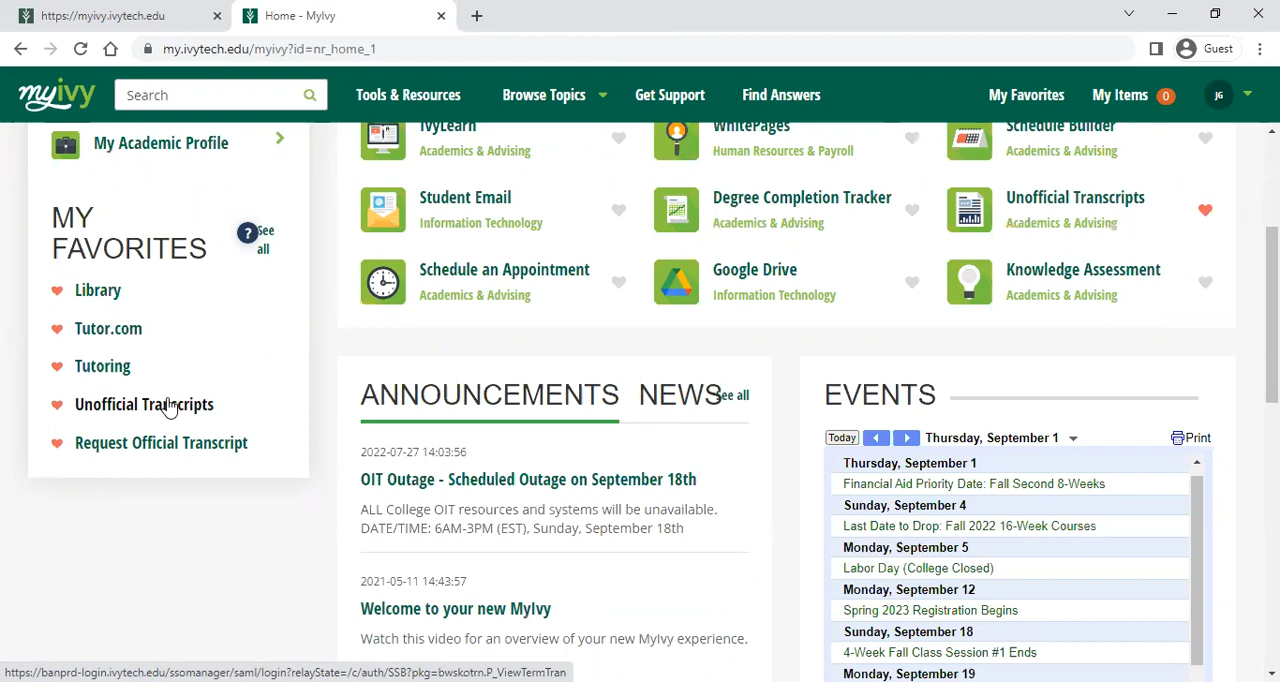 https://myivy.ivytech.edu
Home - MyIvy
my.ivytech.edu/myivy?id=nr_home_1
Guest
myivy
Search
Tools & Resources
Browse Topics
Get Support
Find Answers
My Favorites
My Items 0
JG
My Academic Profile
MY FAVORITES
? See all
Library
Tutor.com
Tutoring
Unofficial Transcripts
Request Official Transcript
IvyLearn
Academics & Advising
WhitePages
Human Resources & Payroll
Schedule Builder
Academics & Advising
Student Email
Information Technology
Degree Completion Tracker
Academics & Advising
Unofficial Transcripts
Academics & Advising
Schedule an Appointment
Academics & Advising
Google Drive
Information Technology
Knowledge Assessment
Academics & Advising
ANNOUNCEMENTS
NEWS
See all
2022-07-27 14:03:56
OIT Outage - Scheduled Outage on September 18th
ALL College OIT resources and systems will be unavailable.
DATE/TIME: 6AM-3PM (EST), Sunday, September 18th
2021-05-11 14:43:57
Welcome to your new MyIvy
Watch this video for an overview of your new MyIvy experience.
EVENTS
Today
Thursday, September 1
Print
Thursday, September 1
Financial Aid Priority Date: Fall Second 8-Weeks
Sunday, September 4
Last Date to Drop: Fall 2022 16-Week Courses
Monday, September 5
Labor Day (College Closed)
Monday, September 12
Spring 2023 Registration Begins
Sunday, September 18
4-Week Fall Class Session #1 Ends
Monday, September 19
https://banprd-login.ivytech.edu/ssomanager/saml/login?relayState=/c/auth/SSB?pkg=bwskotrn.P_ViewTermTran